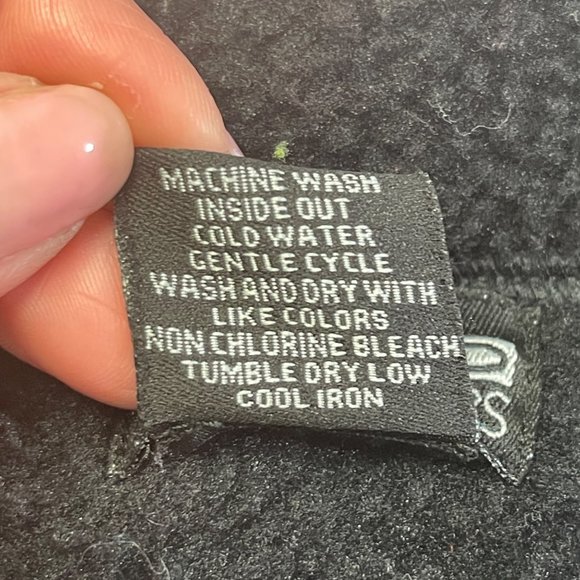 MACHINE WASH
INSIDE OUT
COLD WATER
GENTLE CYCLE
WASH AND DRY WITH
LIKE COLORS
NON CHLORINE BLEACH
TUMBLE DRY LOW
COOL IRON